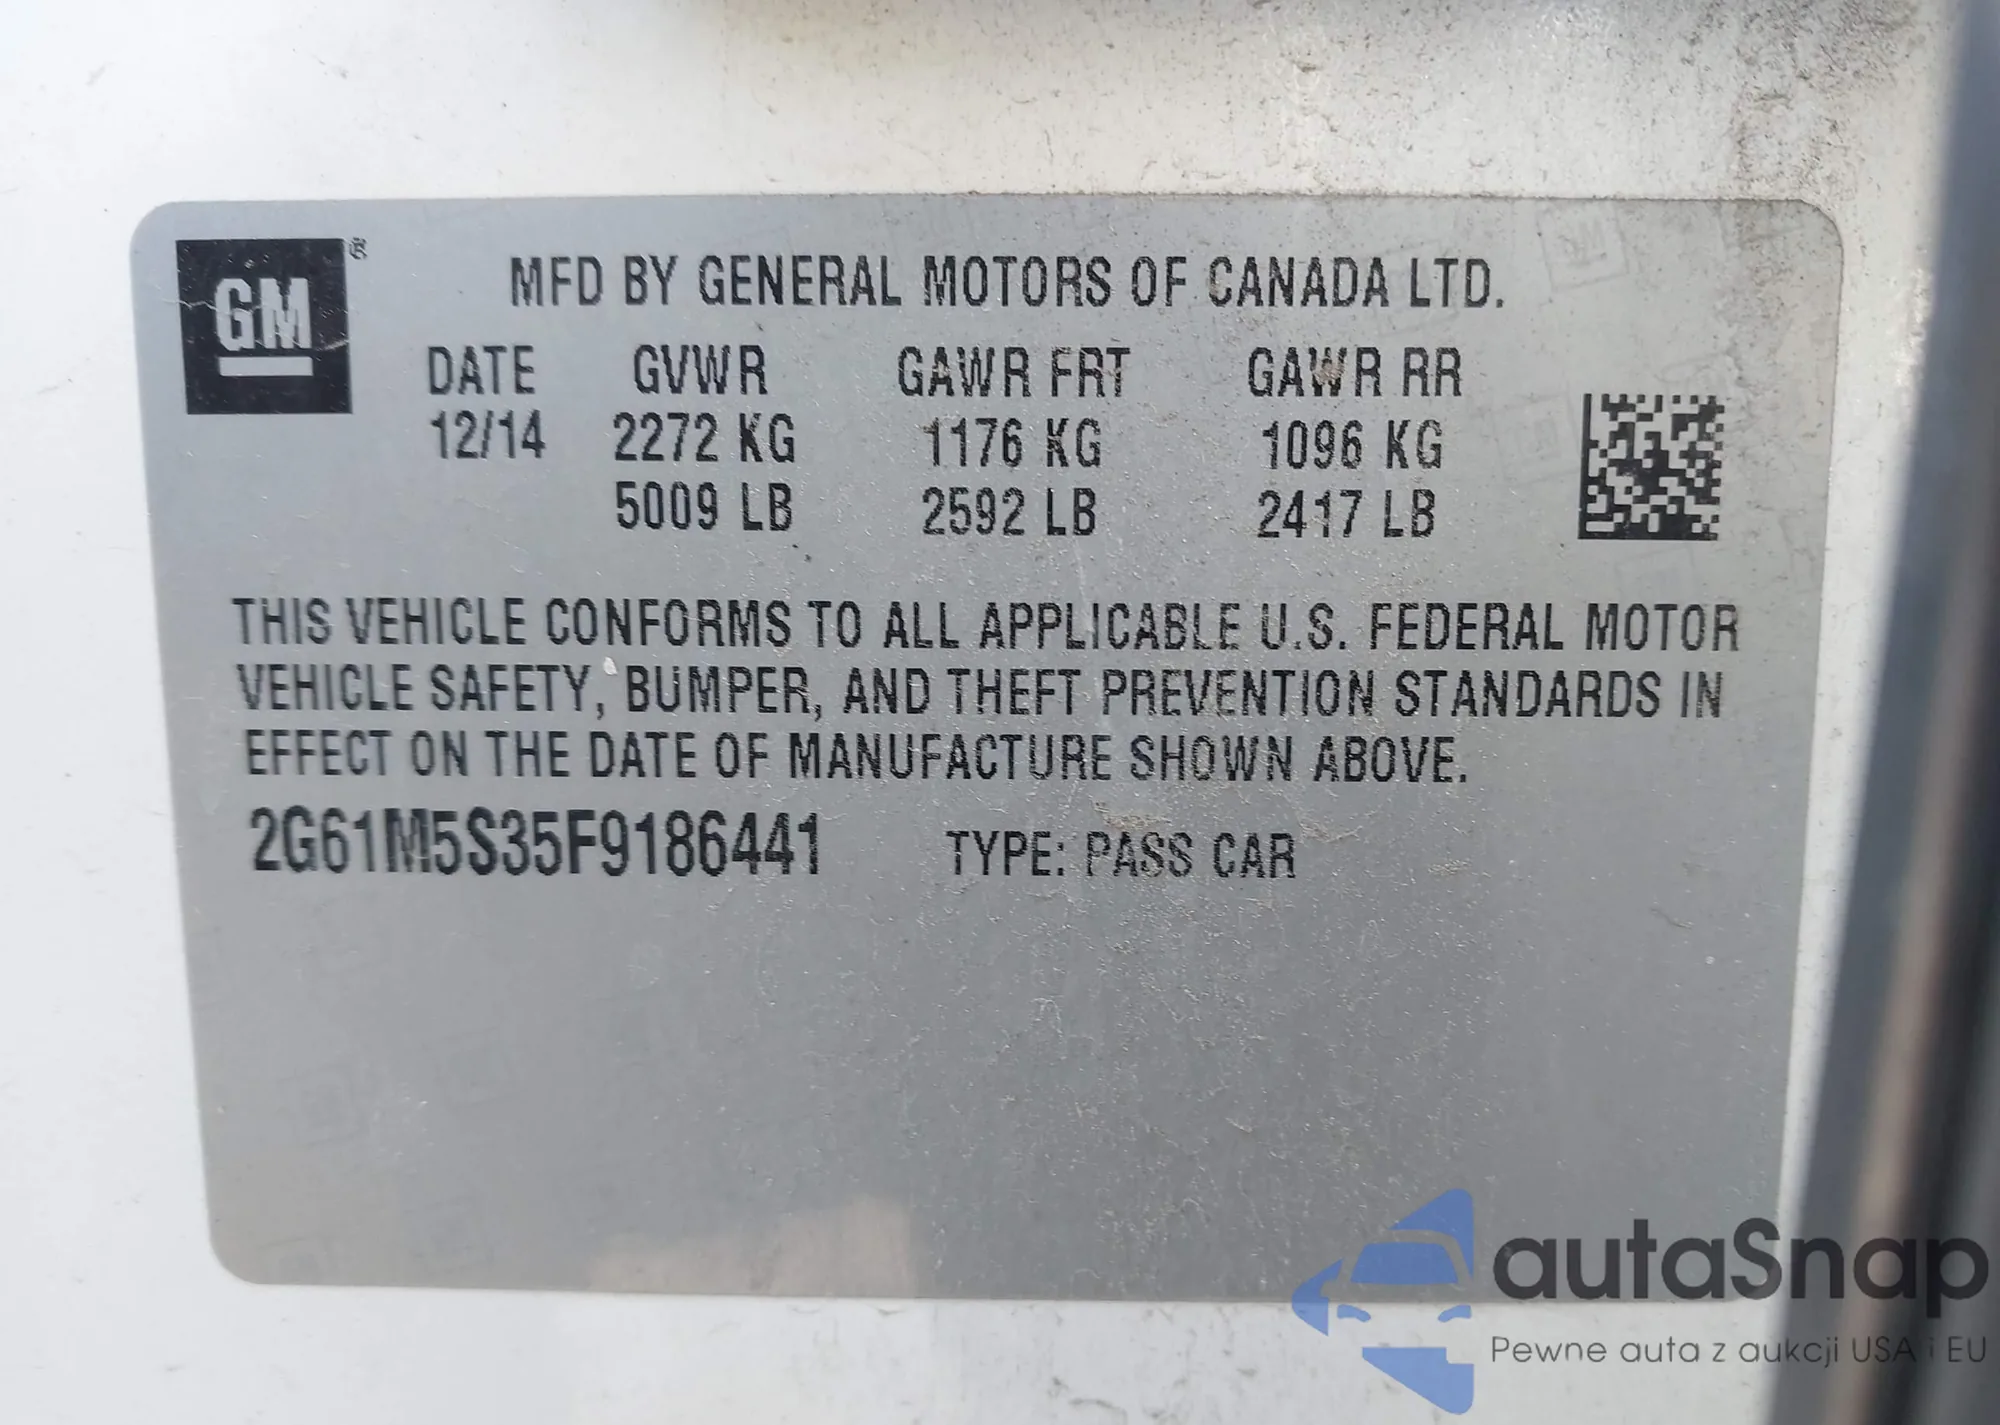 GM®
MFD BY GENERAL MOTORS OF CANADA LTD.
DATE GVWR GAWR FRT GAWR RR
12/14 2272 KG 1176 KG 1096 KG
5009 LB 2592 LB 2417 LB
THIS VEHICLE CONFORMS TO ALL APPLICABLE U.S. FEDERAL MOTOR
VEHICLE SAFETY, BUMPER, AND THEFT PREVENTION STANDARDS IN
EFFECT ON THE DATE OF MANUFACTURE SHOWN ABOVE.
2G61M5S35F9186441 TYPE: PASS CAR
autaSnap
Pewne auta z aukcji USA i EU